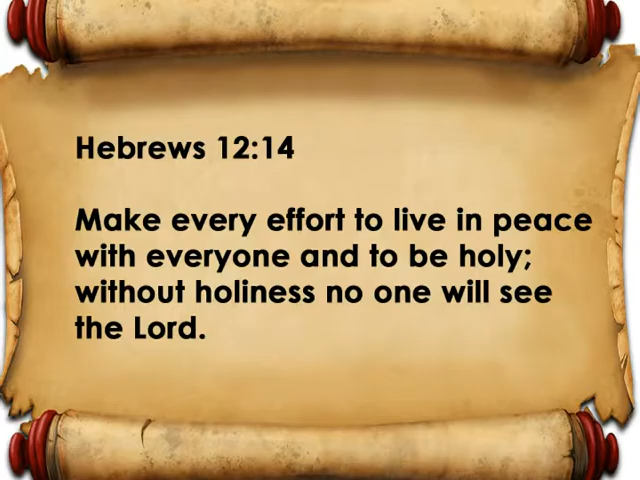 Hebrews 12:14
Make every effort to live in peace
with everyone and to be holy;
without holiness no one will see
the Lord.